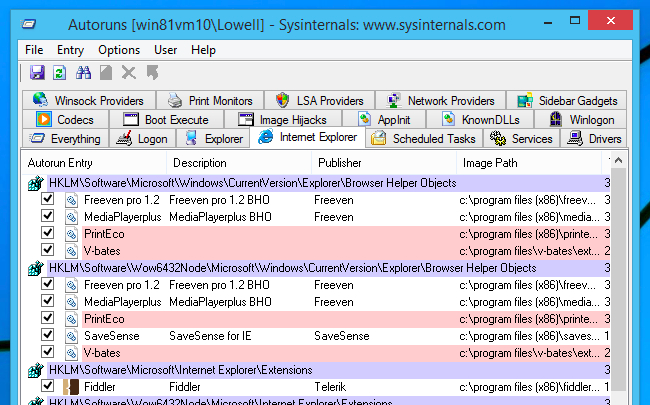 Autoruns [win81vm10\Lowell] - Sysinternals: www.sysinternals.com
File Entry Options User Help
Winsock Providers Print Monitors LSA Providers Network Providers Sidebar Gadgets
Codecs Boot Execute Image Hijacks AppInit KnownDLLs Winlogon
Everything Logon Explorer Internet Explorer Scheduled Tasks Services Drivers
Autorun Entry Description Publisher Image Path
HKLM\Software\Microsoft\Windows\CurrentVersion\Explorer\Browser Helper Objects 3
Freeven pro 1.2 Freeven pro 1.2 BHO Freeven c:\program files (x86)\freev... 3
MediaPlayerplus MediaPlayerplus BHO Freeven c:\program files (x86)\media... 3
PrintEco c:\program files (x86)\printe... 3
V-bates c:\program files\v-bates\ext... 2
HKLM\Software\Wow6432Node\Microsoft\Windows\CurrentVersion\Explorer\Browser Helper Objects 3
Freeven pro 1.2 Freeven pro 1.2 BHO Freeven c:\program files (x86)\freev... 3
MediaPlayerplus MediaPlayerplus BHO Freeven c:\program files (x86)\media... 3
PrintEco c:\program files (x86)\printe... 3
SaveSense SaveSense for IE SaveSense c:\program files (x86)\saves... 1
V-bates c:\program files\v-bates\ext... 2
HKLM\Software\Microsoft\Internet Explorer\Extensions 3
Fiddler Fiddler Telerik c:\program files (x86)\fiddler... 3
HKLM\Software\Wow6432Node\Microsoft\Internet Explorer\Extensions 3